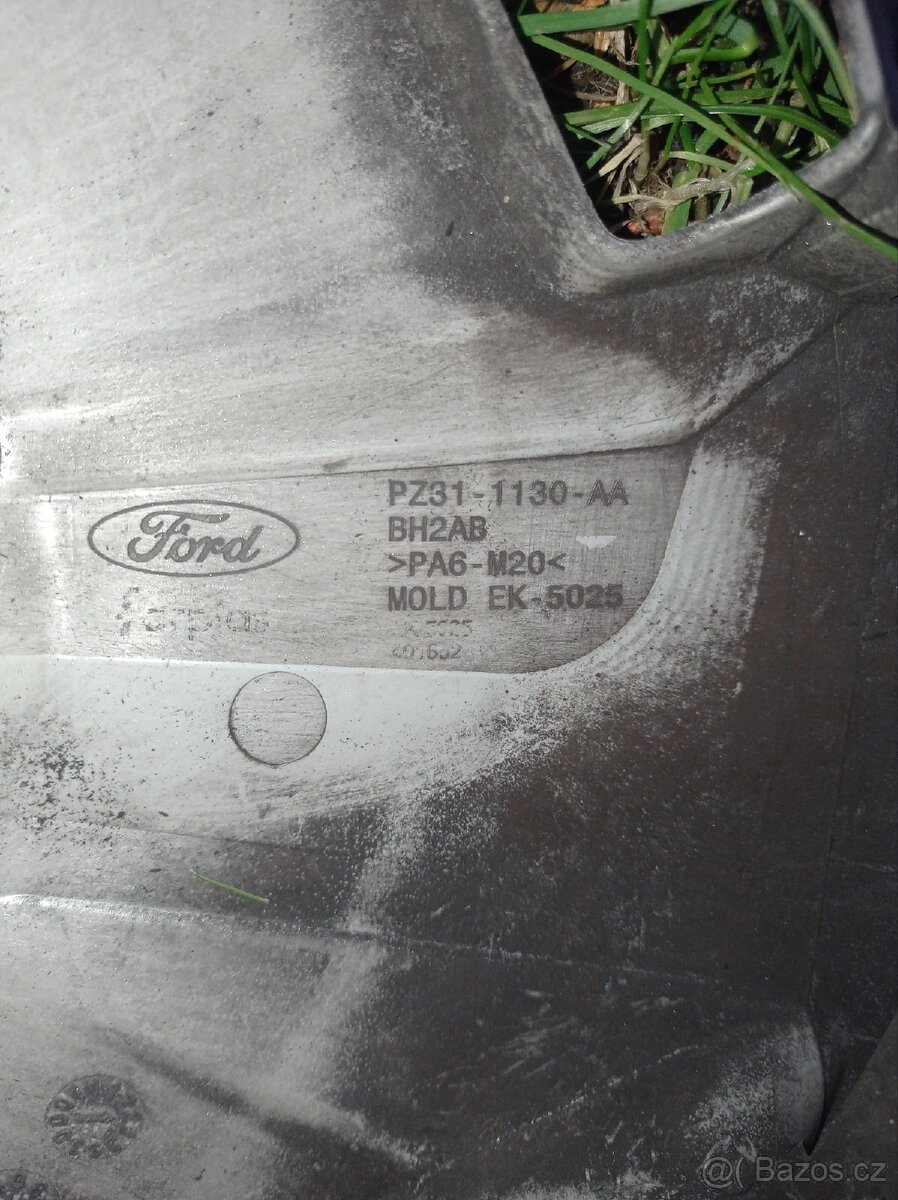 Ford
PZ31-1130-AA
BH2AB
>PA6-M20<
MOLD EK-5025
Bazos.cz